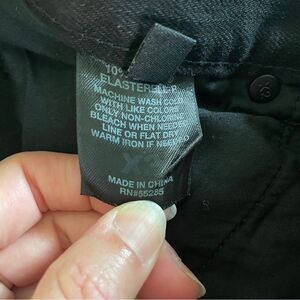 10%
ELASTERELL-P
MACHINE WASH COLD
WITH LIKE COLORS
ONLY NON-CHLORINE
BLEACH WHEN NEEDED
LINE OR FLAT DRY
WARM IRON IF NEEDED
MADE IN CHINA
RN#55285
S